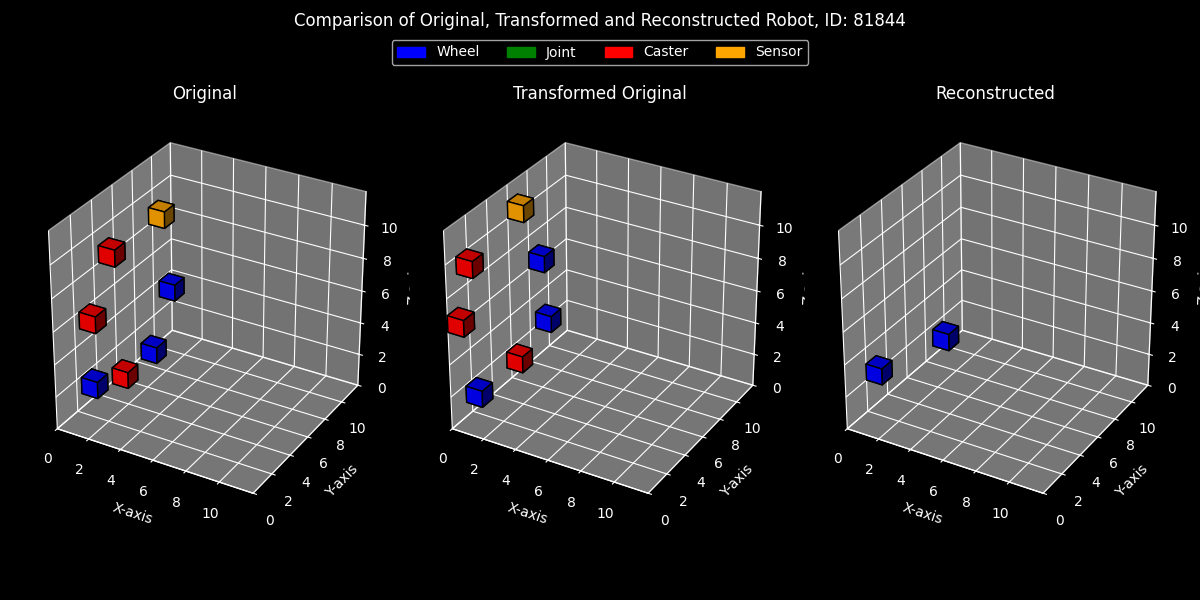 Comparison of Original, Transformed and Reconstructed Robot, ID: 81844
Wheel Joint Caster Sensor
Original Transformed Original Reconstructed
10 10 10
8 8 8
6 6 6
4 4 4
2 2 2
0 0 0
10 10 10
8 8 8
6 6 6
4 4 4
2 2 2
0 0 0
0 2 4 6 8 10 0 2 4 6 8 10 0 2 4 6 8 10
X-axis Y-axis X-axis Y-axis X-axis Y-axis